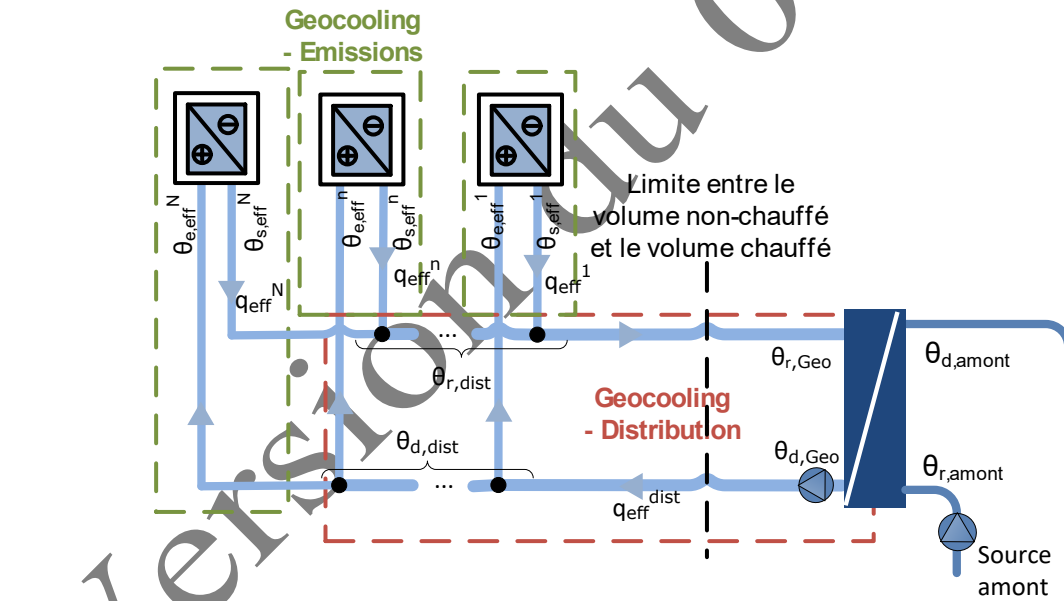 Geocooling
- Emissions
θe,eff N
θs,eff N
θe,eff n
θs,eff n
θe,eff 1
θs,eff 1
Limite entre le
volume non-chauffé
et le volume chauffé
qeff N
qeff n
qeff 1
...
θr,dist
θr,Geo
θd,amont
Geocooling
- Distribution
θd,dist
...
qeff dist
θd,Geo
θr,amont
Source
amont
Version du